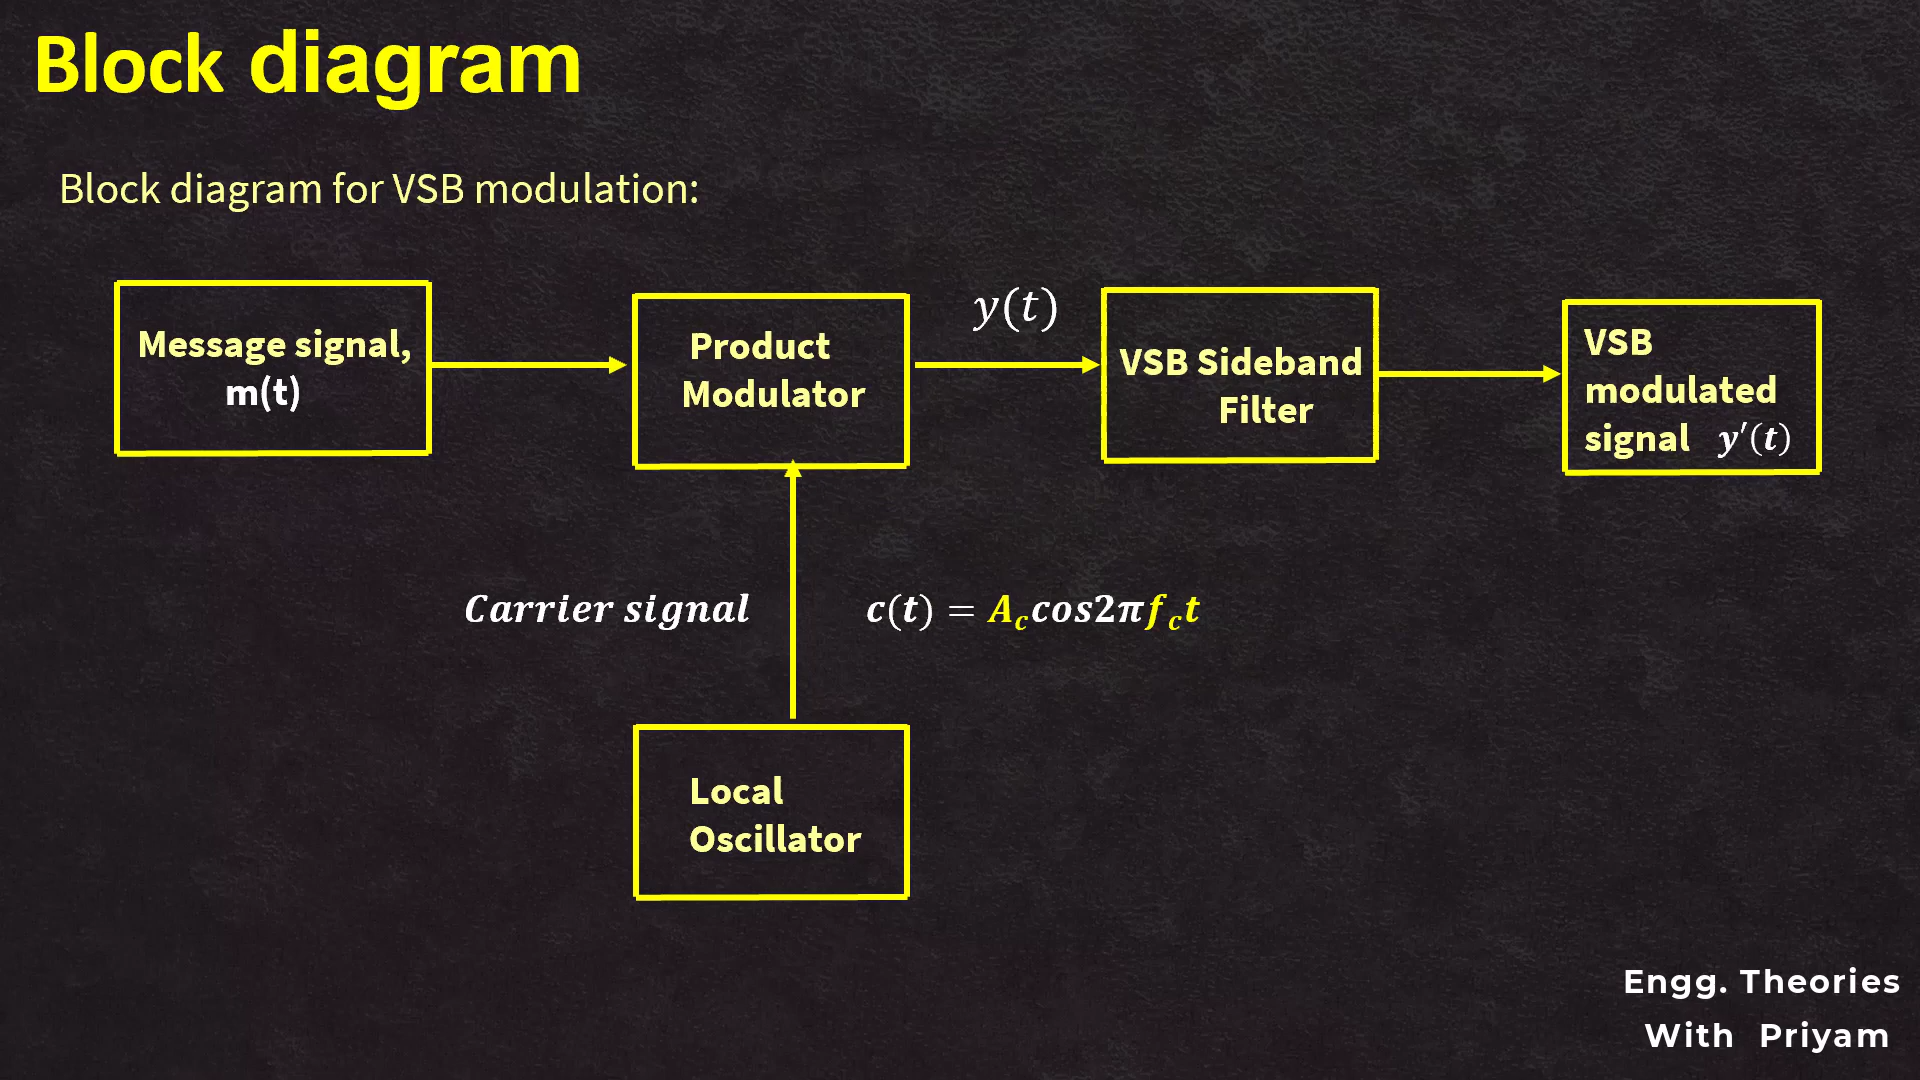 Block diagram
Block diagram for VSB modulation:
Message signal,
m(t)
Product
Modulator
y(t)
VSB Sideband
Filter
VSB
modulated
signal y′(t)
Carrier signal
c(t) = A_c cos2πf_c t
Local
Oscillator
Engg. Theories
With Priyam